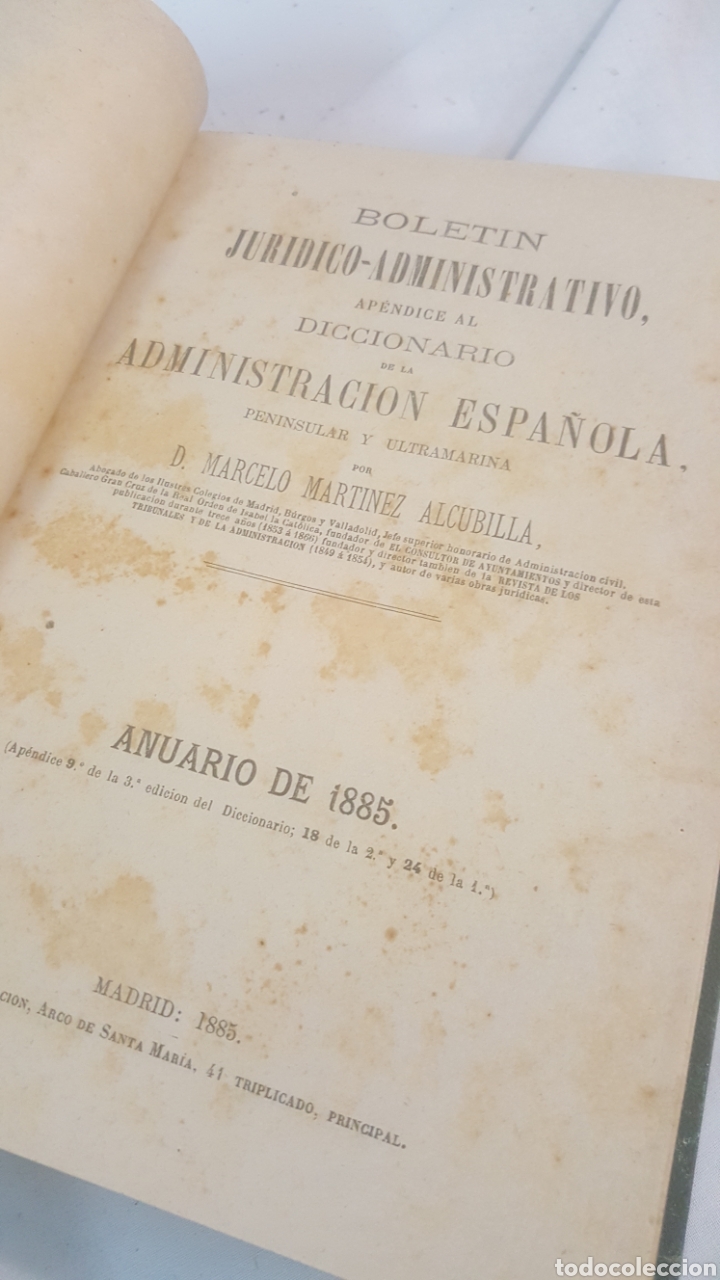 BOLETIN
JURIDICO-ADMINISTRATIVO,
APÉNDICE AL
DICCIONARIO
DE LA
ADMINISTRACION ESPAÑOLA,
PENINSULAR Y ULTRAMARINA
POR
D. MARCELO MARTINEZ ALCUBILLA,
Abogado de los Ilustres Colegios de Madrid, Búrgos y Valladolid, Jefe superior honorario de Administracion civil.
Caballero Gran Cruz de la Real Orden de Isabel la Católica, fundador de EL CONSULTOR DE AYUNTAMIENTOS y director de esta
publicacion durante trece años (1853 á 1866) fundador y director tambien de la REVISTA DE LOS
TRIBUNALES Y DE LA ADMINISTRACION (1849 á 1854), y autor de varias obras jurídicas.
ANUARIO DE 1885.
(Apéndice 9.º de la 3.ª edicion del Diccionario; 18 de la 2.ª y 24 de la 1.ª)
MADRID: 1885.
CION, ARCO DE SANTA MARÍA, 41 TRIPLICADO, PRINCIPAL.
todocoleccion